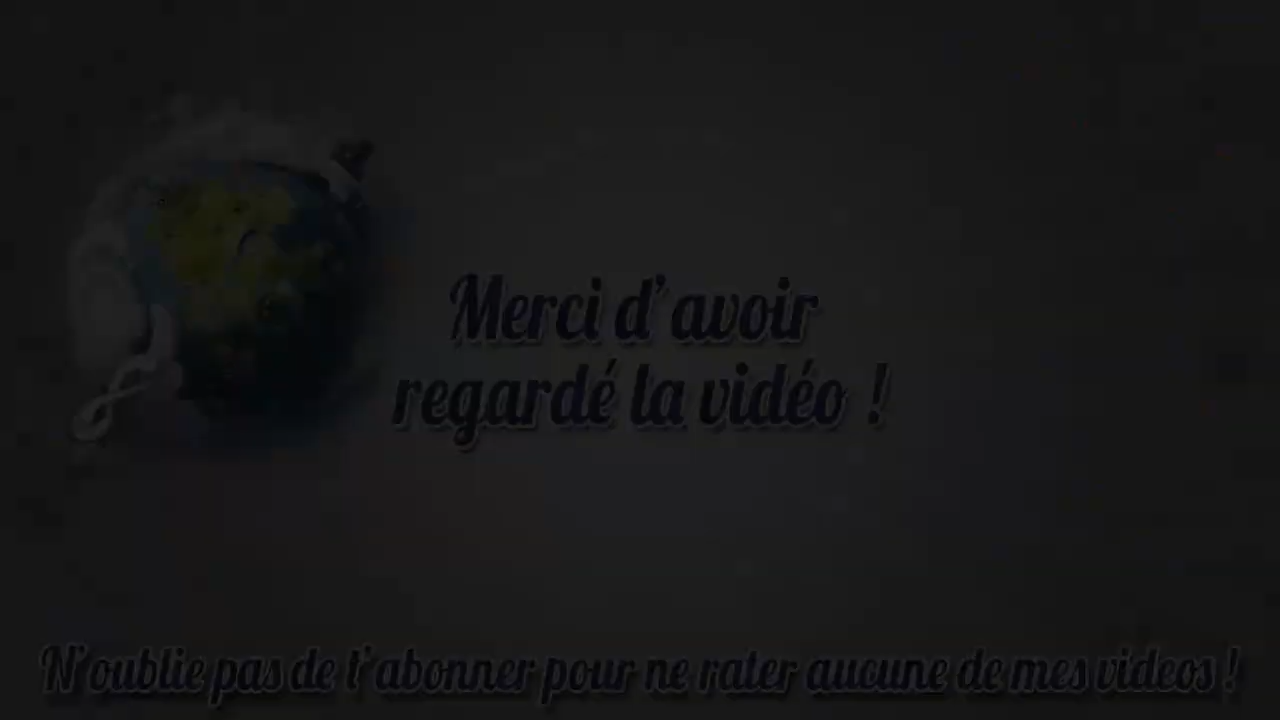 Merci d'avoir
regardé la vidéo !
N'oublie pas de t'abonner pour ne rater aucune de mes videos !